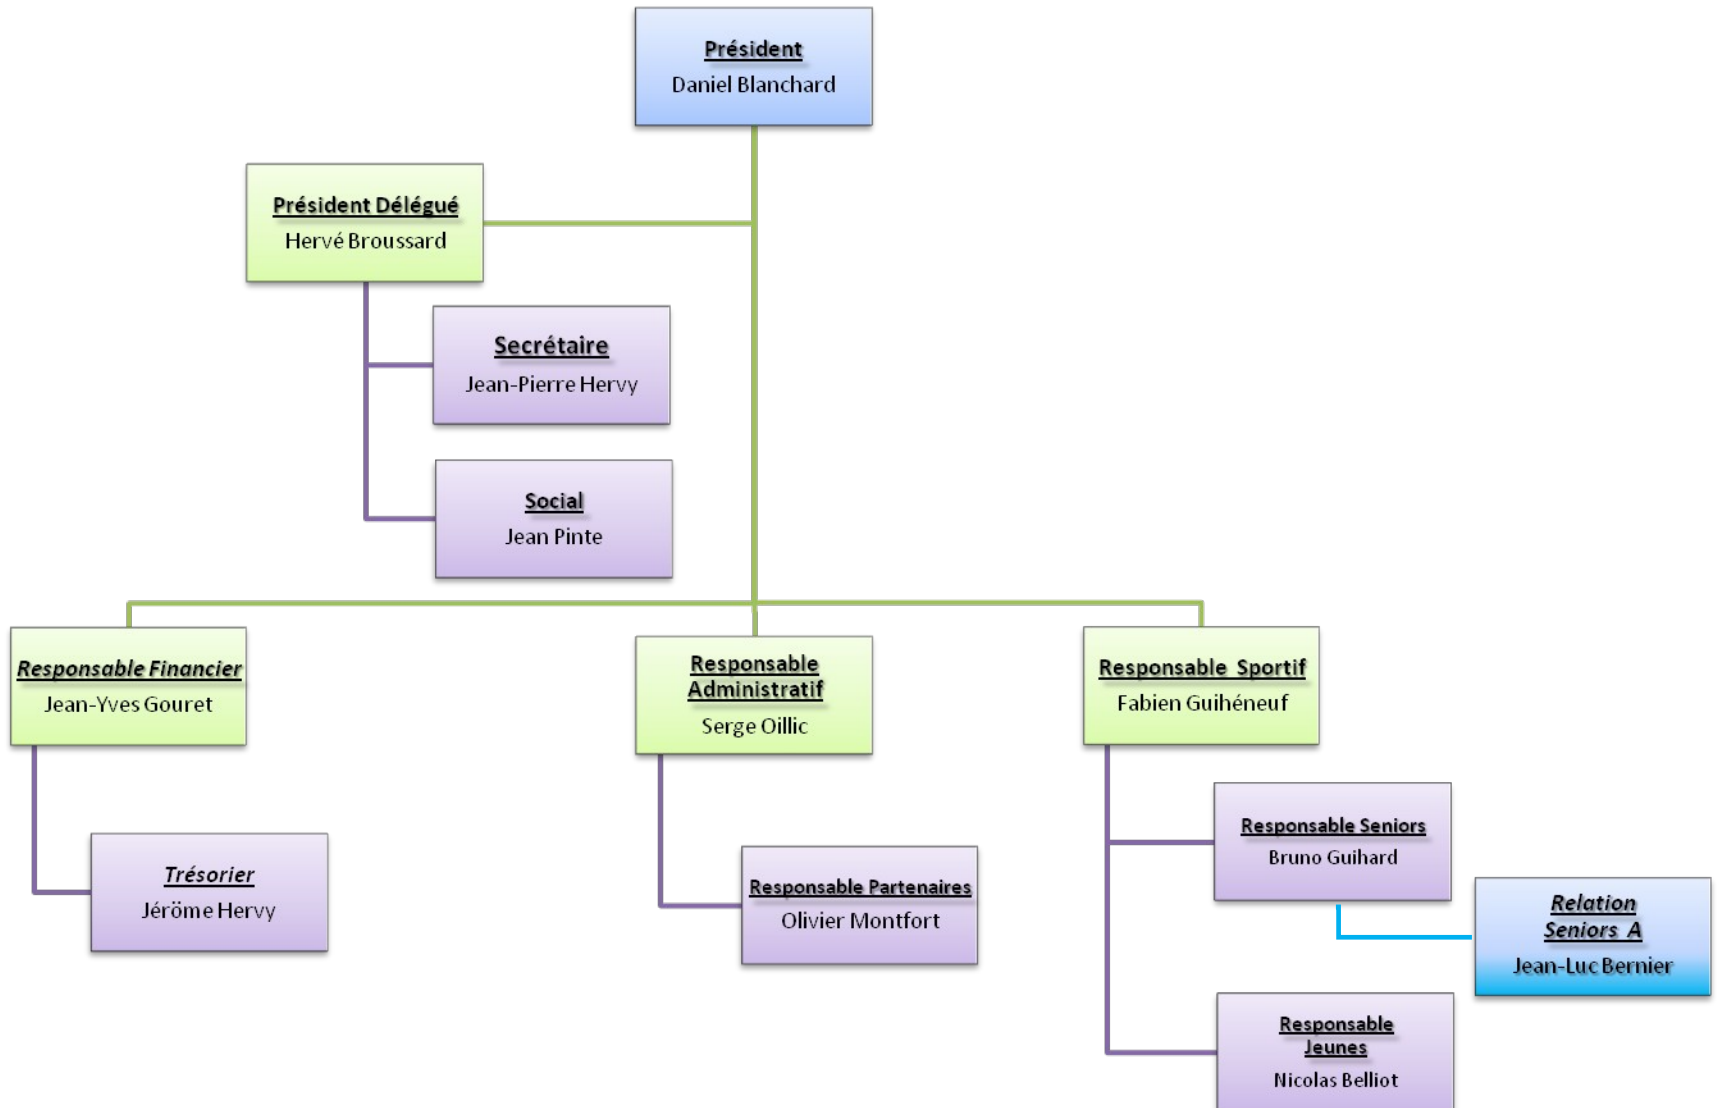 Président
Daniel Blanchard
Président Délégué
Hervé Broussard
Secrétaire
Jean-Pierre Hervy
Social
Jean Pinte
Responsable Financier
Jean-Yves Gouret
Responsable
Administratif
Serge Oillic
Responsable Sportif
Fabien Guihéneuf
Trésorier
Jéröme Hervy
Responsable Partenaires
Olivier Montfort
Responsable Seniors
Bruno Guihard
Relation
Seniors A
Jean-Luc Bernier
Responsable
Jeunes
Nicolas Belliot